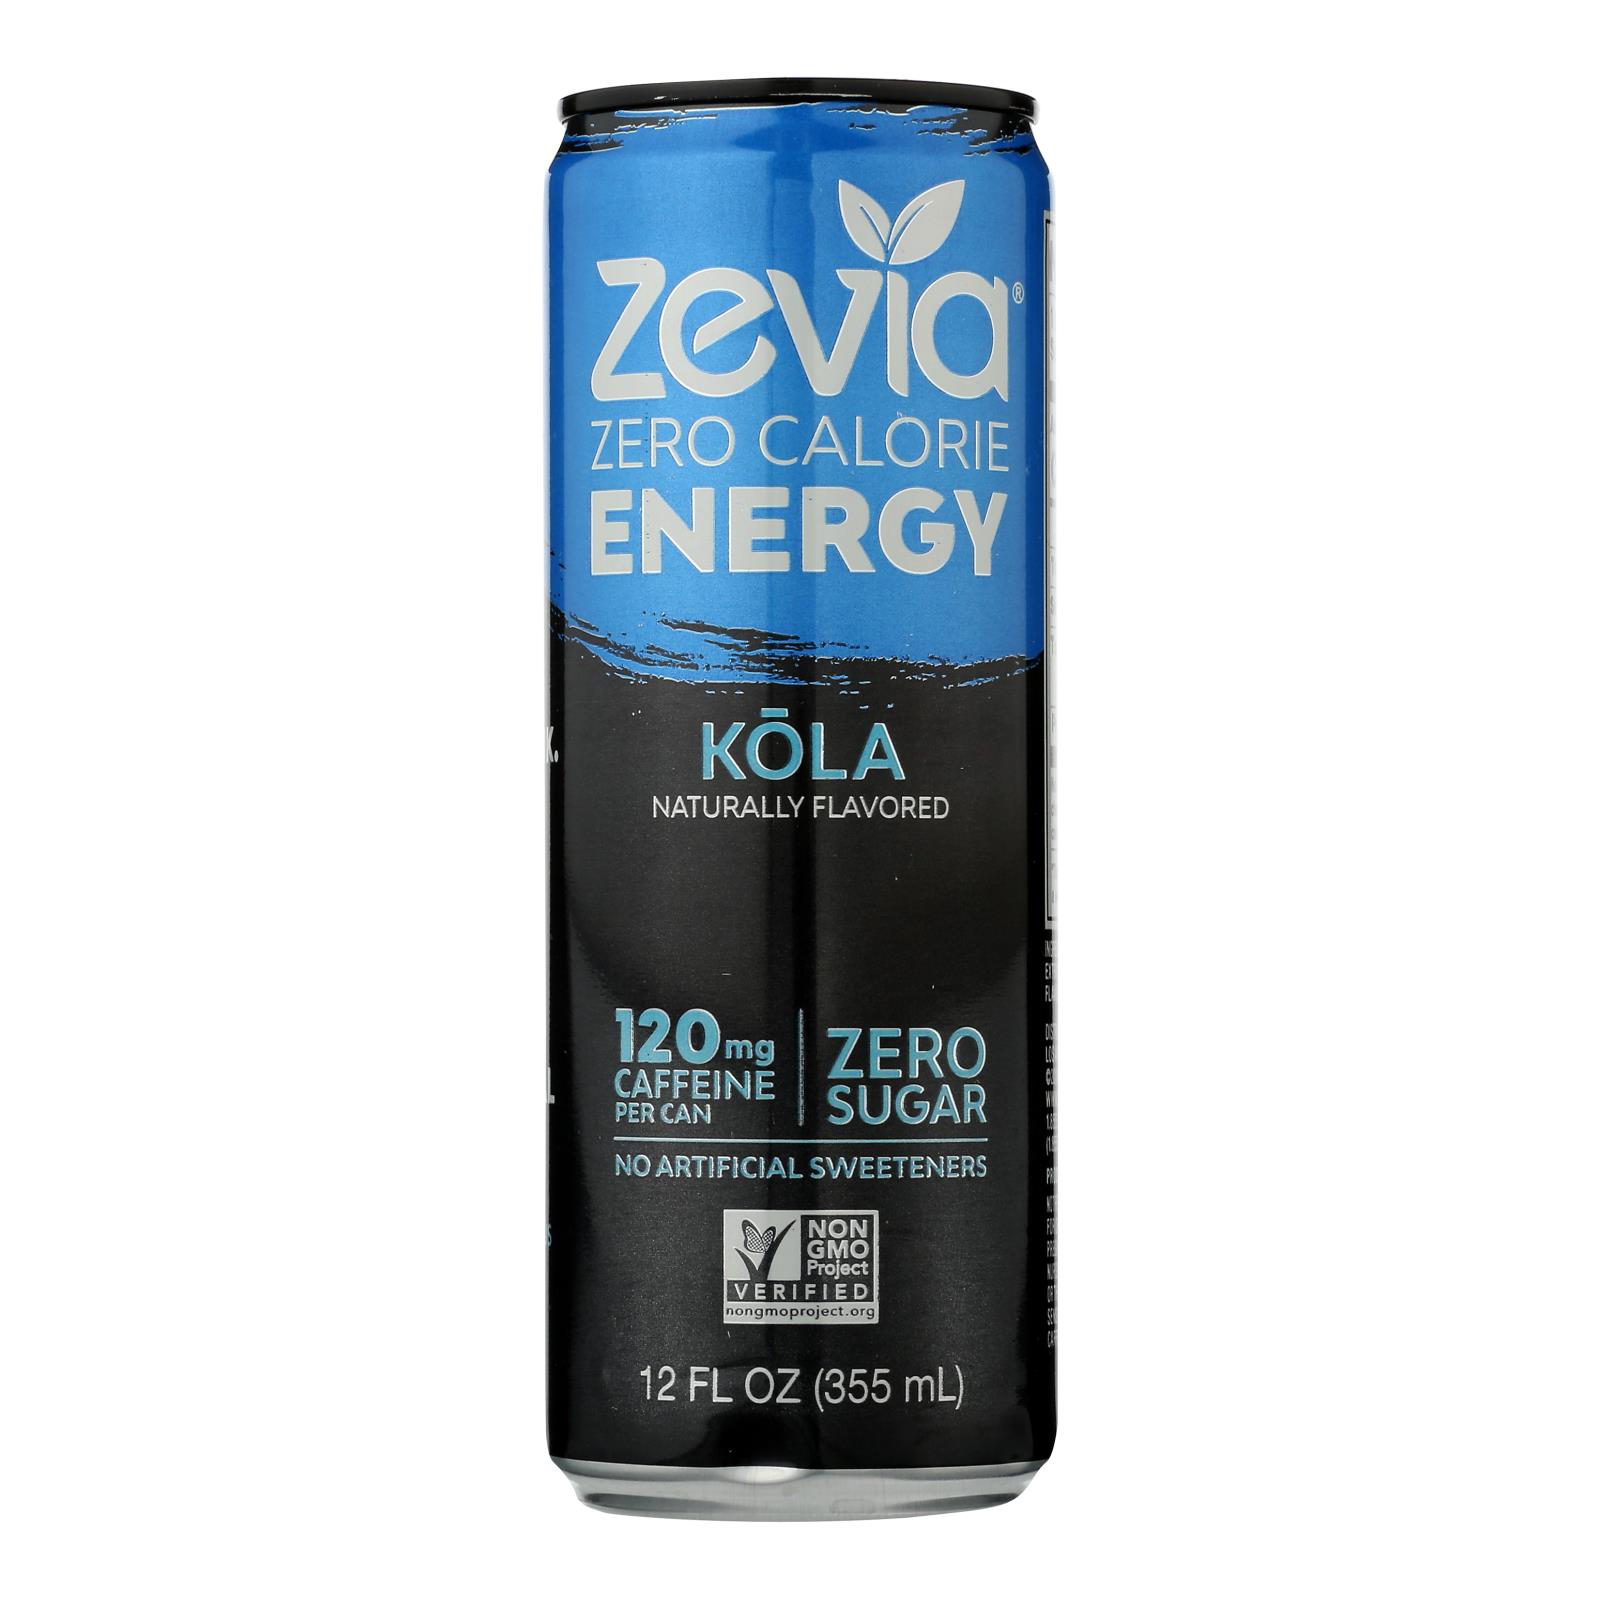 zevia®
ZERO CALORIE
ENERGY
KŌLA
NATURALLY FLAVORED
120mg
CAFFEINE
PER CAN
ZERO
SUGAR
NO ARTIFICIAL SWEETENERS
NON
GMO
Project
VERIFIED
nongmoproject.org
12 FL OZ (355 mL)